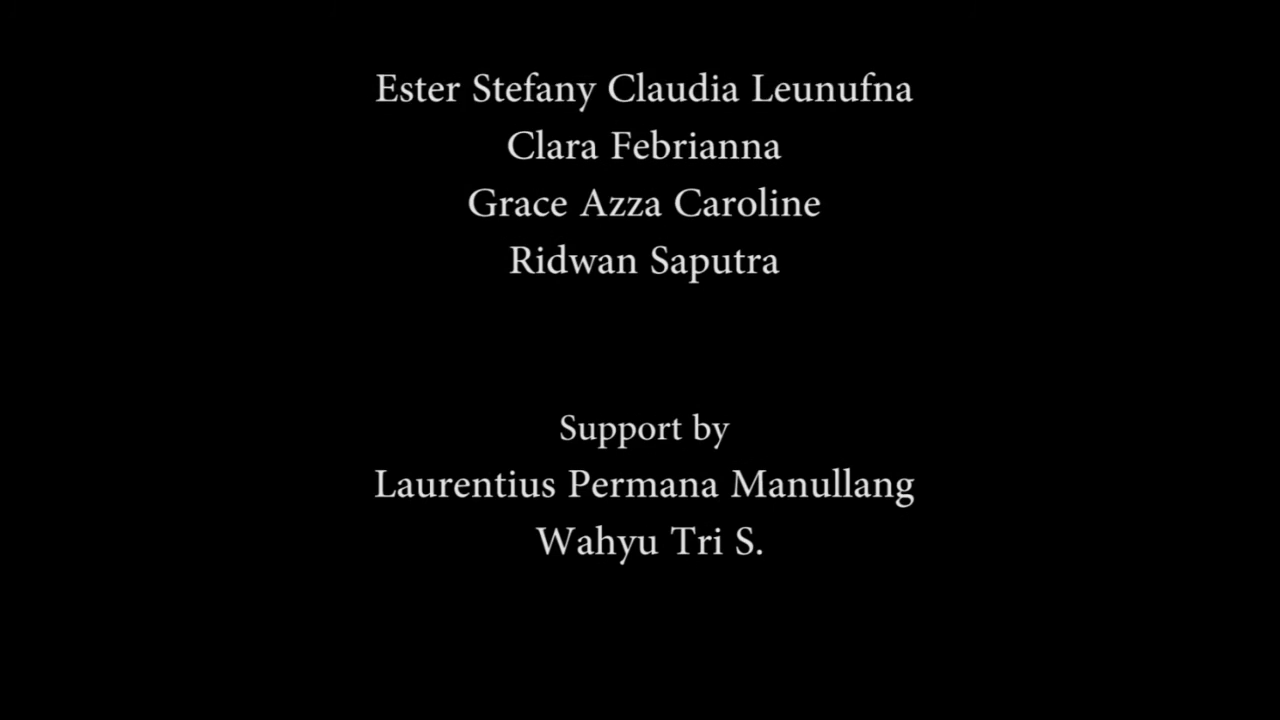 Ester Stefany Claudia Leunufna
Clara Febrianna
Grace Azza Caroline
Ridwan Saputra
Support by
Laurentius Permana Manullang
Wahyu Tri S.